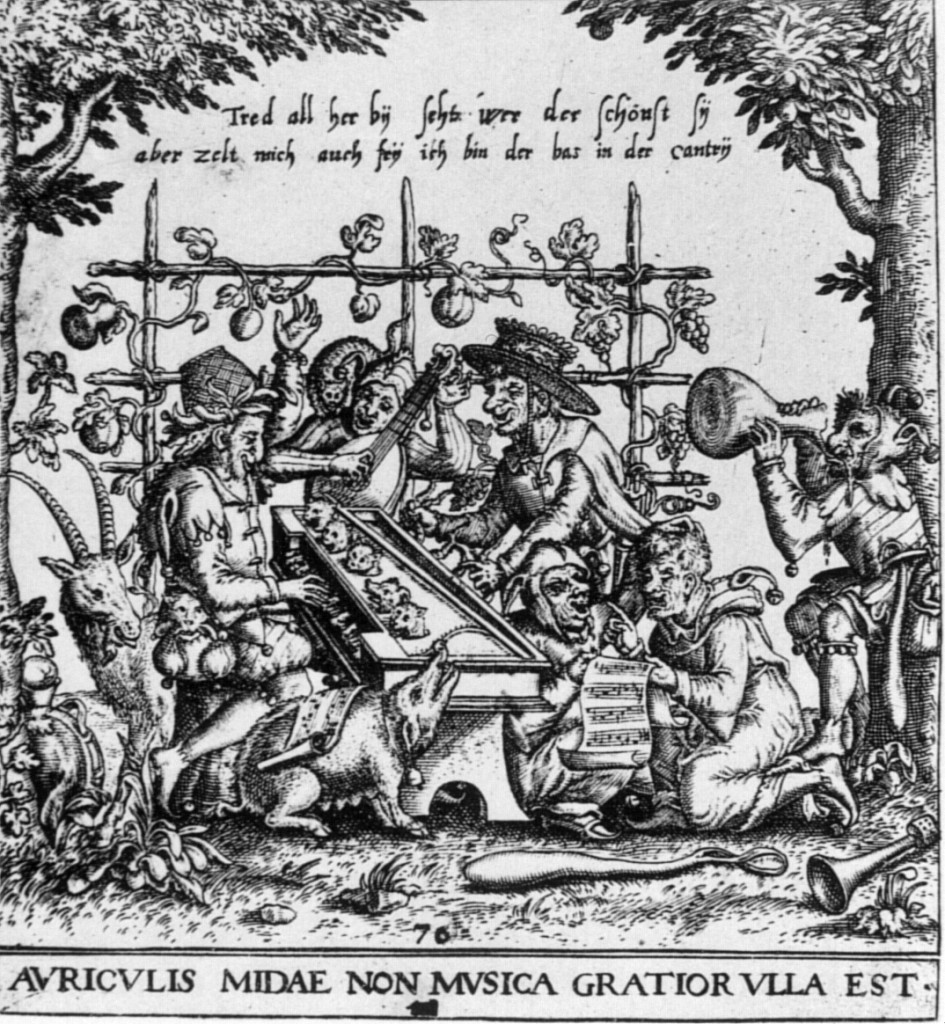 Tred all her bij sehtz wer der schönst sij
aber zelt mich auch frij ich bin der bas in der cantrij
76
AVRICVLIS MIDAE NON MVSICA GRATIOR VLLA EST.